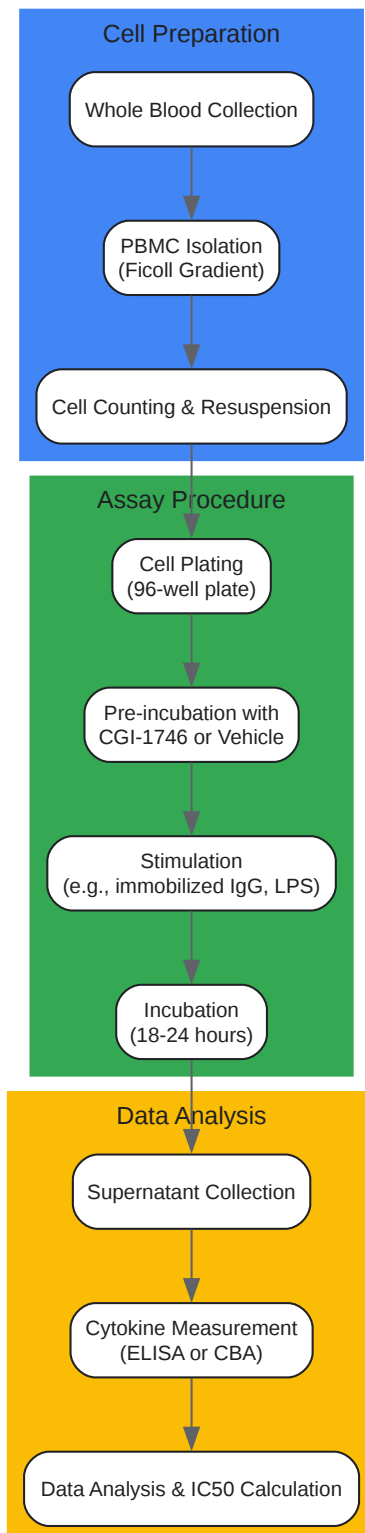 Cell Preparation
Whole Blood Collection
PBMC Isolation
(Ficoll Gradient)
Cell Counting & Resuspension
Assay Procedure
Cell Plating
(96-well plate)
Pre-incubation with
CGI-1746 or Vehicle
Stimulation
(e.g., immobilized IgG, LPS)
Incubation
(18-24 hours)
Data Analysis
Supernatant Collection
Cytokine Measurement
(ELISA or CBA)
Data Analysis & IC50 Calculation